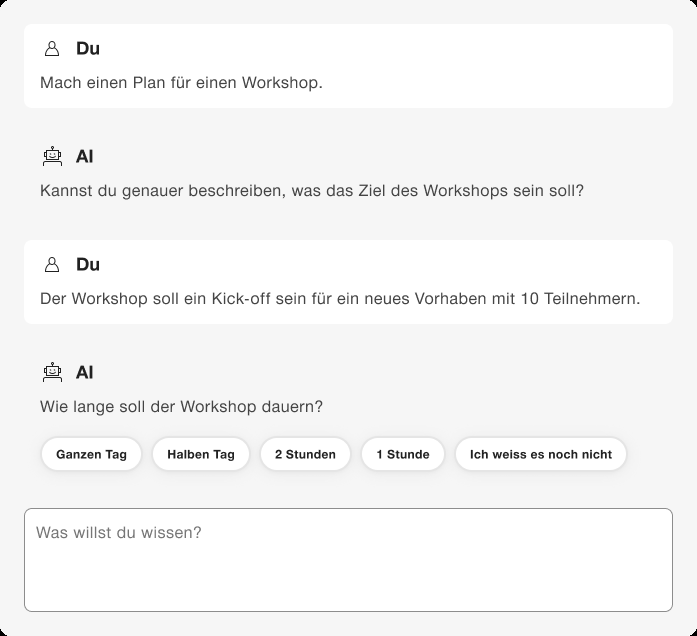 Du
Mach einen Plan für einen Workshop.
AI
Kannst du genauer beschreiben, was das Ziel des Workshops sein soll?
Du
Der Workshop soll ein Kick-off sein für ein neues Vorhaben mit 10 Teilnehmern.
AI
Wie lange soll der Workshop dauern?
Ganzen Tag
Halben Tag
2 Stunden
1 Stunde
Ich weiss es noch nicht
Was willst du wissen?